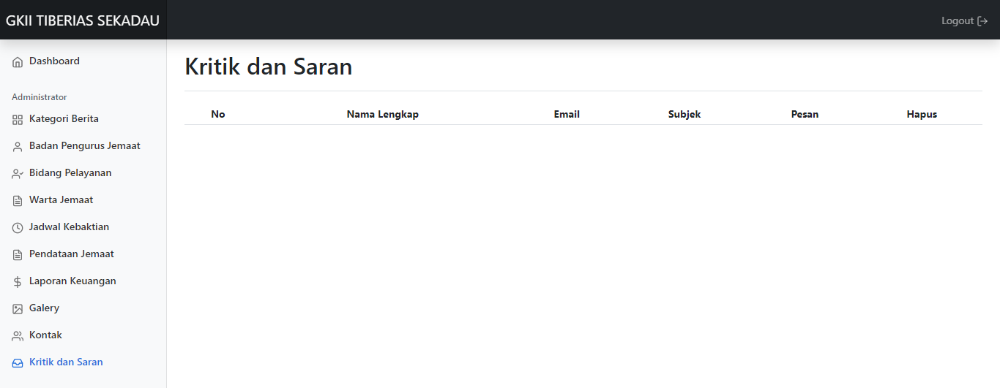 GKII TIBERIAS SEKADAU
Logout
Dashboard
Administrator
Kategori Berita
Badan Pengurus Jemaat
Bidang Pelayanan
Warta Jemaat
Jadwal Kebaktian
Pendataan Jemaat
Laporan Keuangan
Galery
Kontak
Kritik dan Saran
Kritik dan Saran
No Nama Lengkap Email Subjek Pesan Hapus